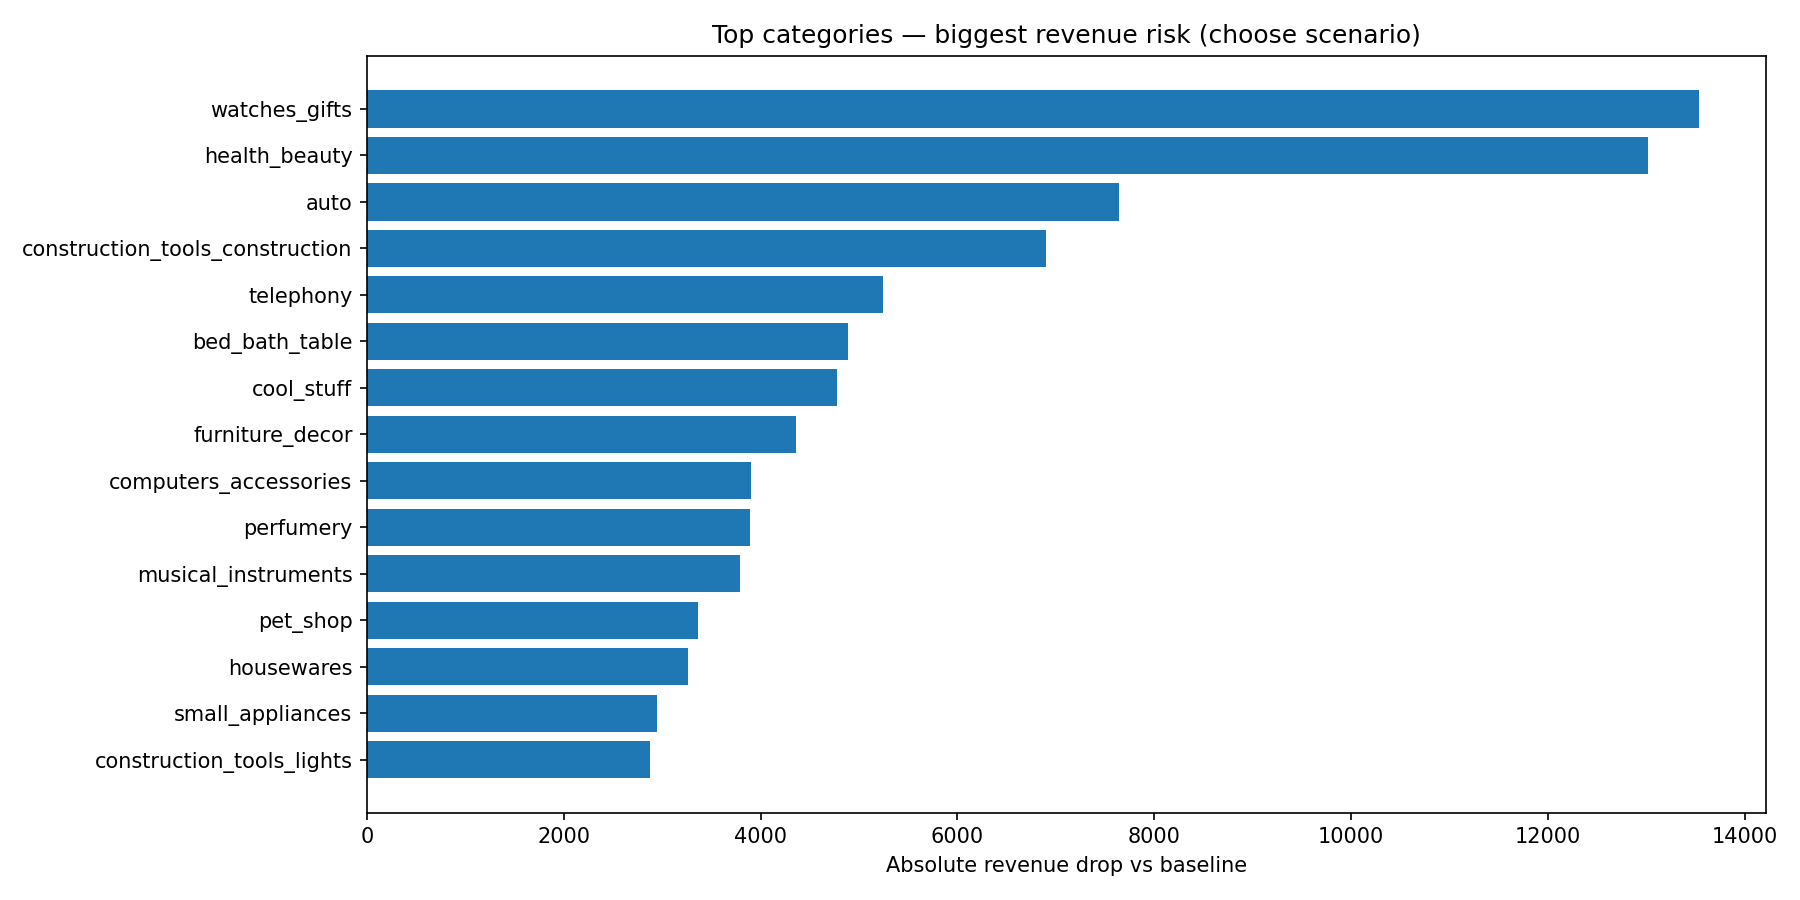 Top categories — biggest revenue risk (choose scenario)
watches_gifts
health_beauty
auto
construction_tools_construction
telephony
bed_bath_table
cool_stuff
furniture_decor
computers_accessories
perfumery
musical_instruments
pet_shop
housewares
small_appliances
construction_tools_lights
0 2000 4000 6000 8000 10000 12000 14000
Absolute revenue drop vs baseline